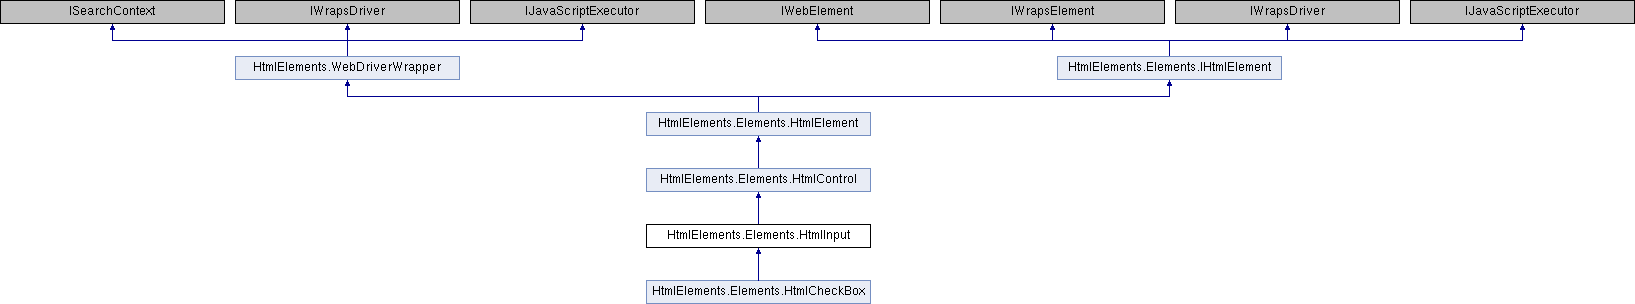 ISearchContext
IWrapsDriver
IJavaScriptExecutor
IWebElement
IWrapsElement
IWrapsDriver
IJavaScriptExecutor
HtmlElements.WebDriverWrapper
HtmlElements.Elements.IHtmlElement
HtmlElements.Elements.HtmlElement
HtmlElements.Elements.HtmlControl
HtmlElements.Elements.HtmlInput
HtmlElements.Elements.HtmlCheckBox